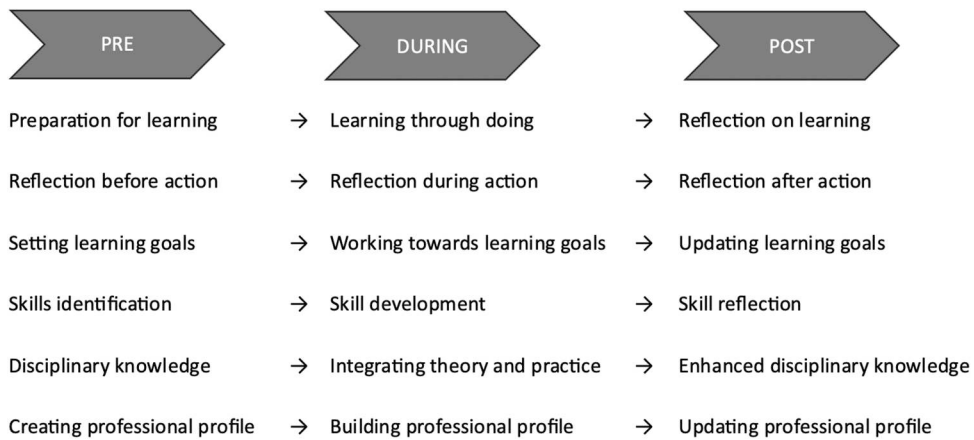 PRE DURING POST
Preparation for learning → Learning through doing → Reflection on learning
Reflection before action → Reflection during action → Reflection after action
Setting learning goals → Working towards learning goals → Updating learning goals
Skills identification → Skill development → Skill reflection
Disciplinary knowledge → Integrating theory and practice → Enhanced disciplinary knowledge
Creating professional profile → Building professional profile → Updating professional profile